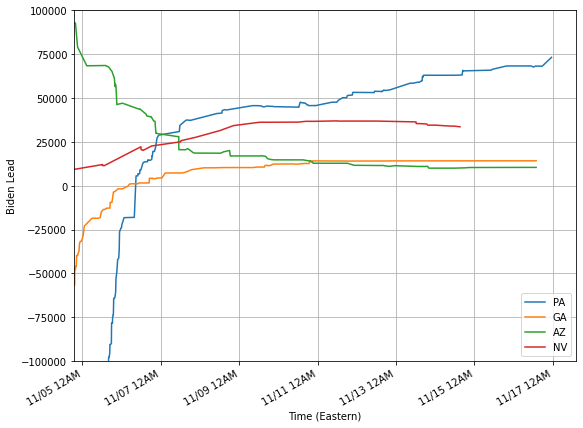 100000
75000
50000
25000
0
−25000
−50000
−75000
−100000
Biden Lead
PA
GA
AZ
NV
11/05 12AM
11/07 12AM
11/09 12AM
11/11 12AM
11/13 12AM
11/15 12AM
11/17 12AM
Time (Eastern)